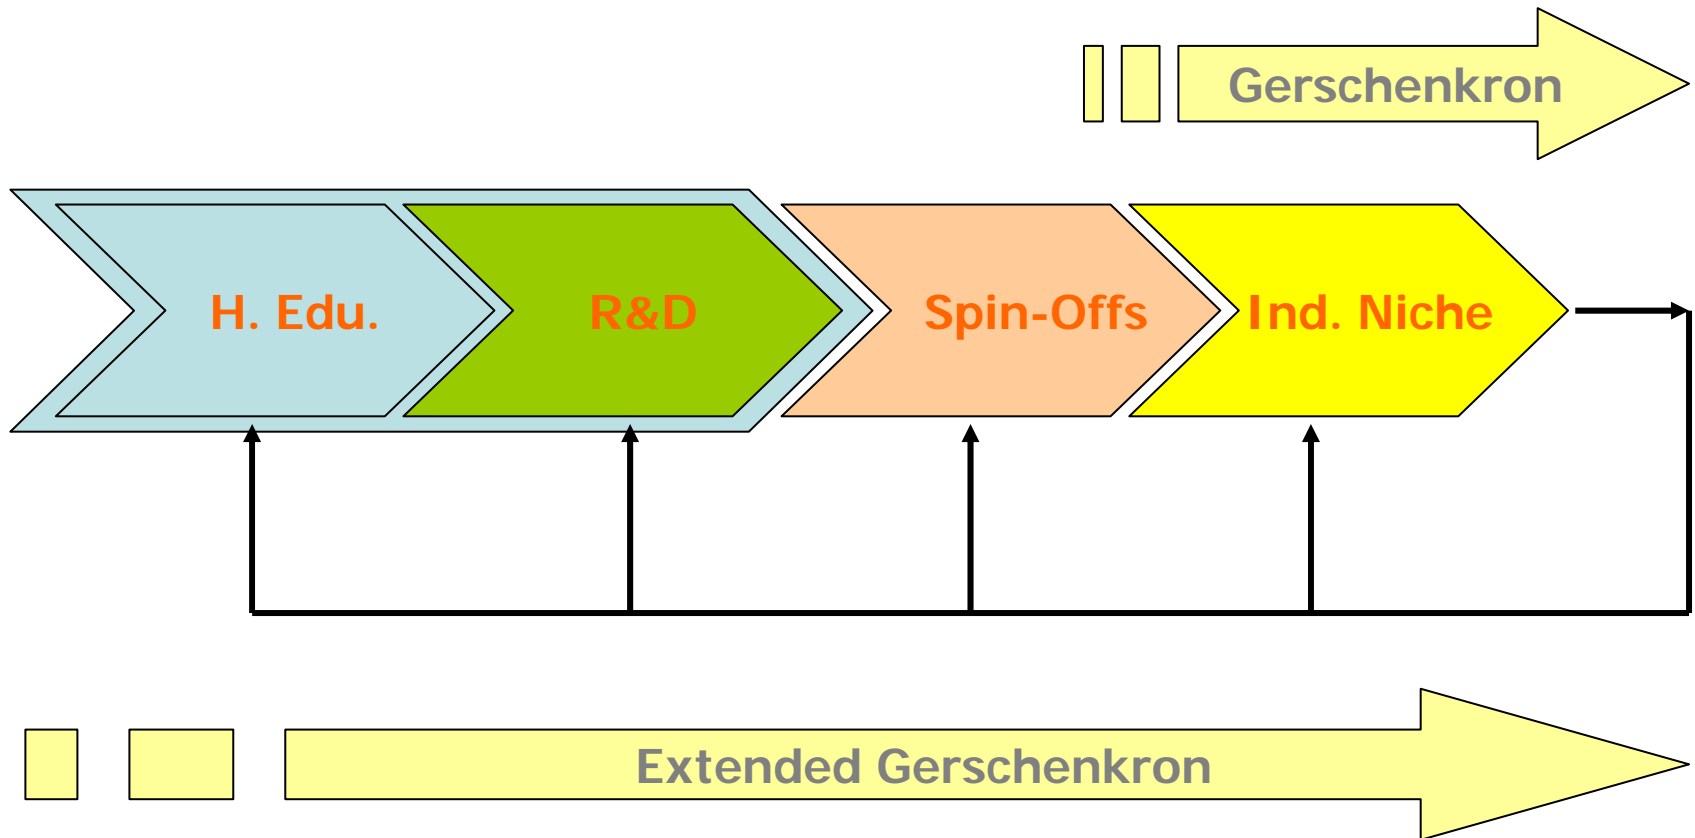 Gerschenkron
H. Edu.
R&D
Spin-Offs
Ind. Niche
Extended Gerschenkron